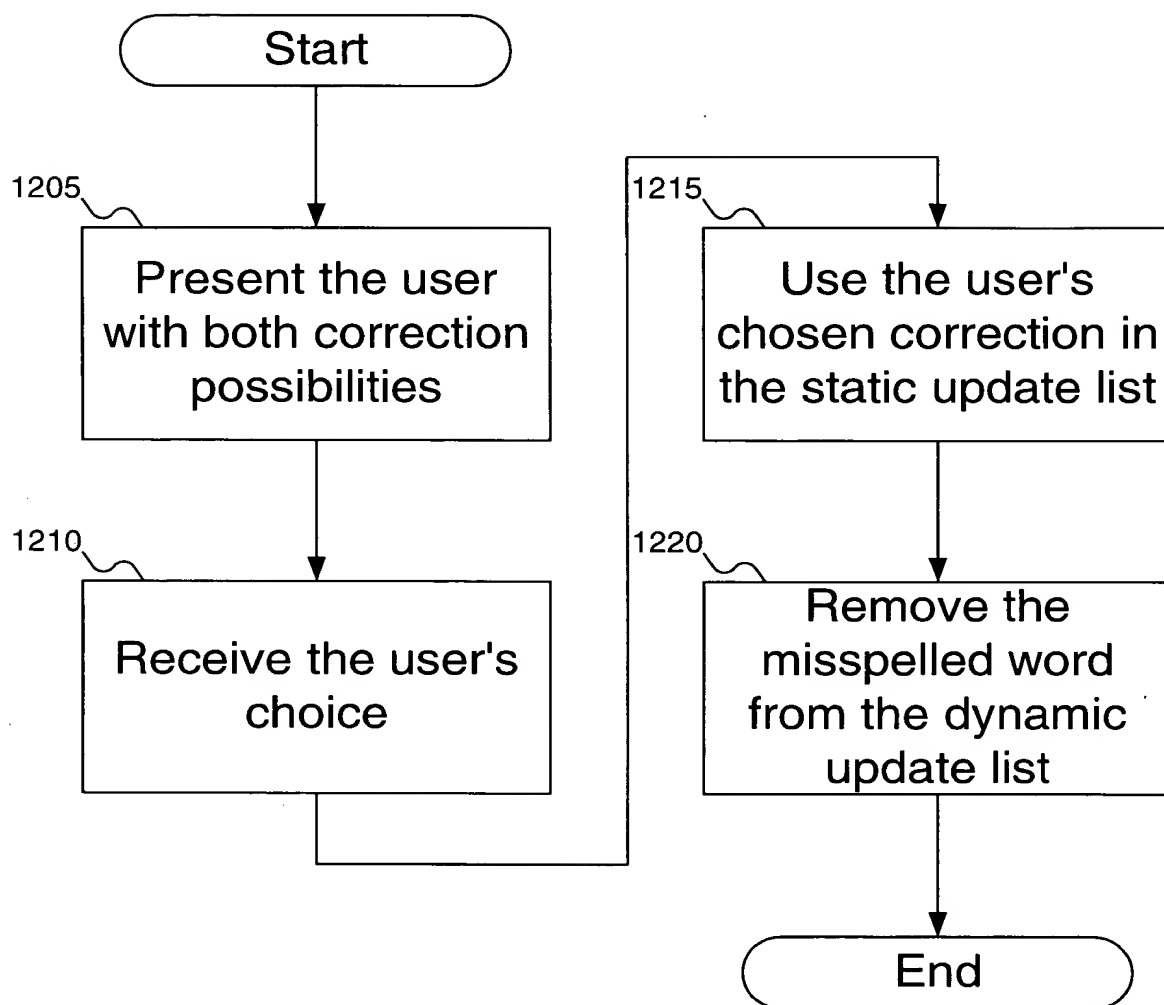 Start
1205
Present the user
with both correction
possibilities
1210
Receive the user's
choice
1215
Use the user's
chosen correction in
the static update list
1220
Remove the
misspelled word
from the dynamic
update list
End